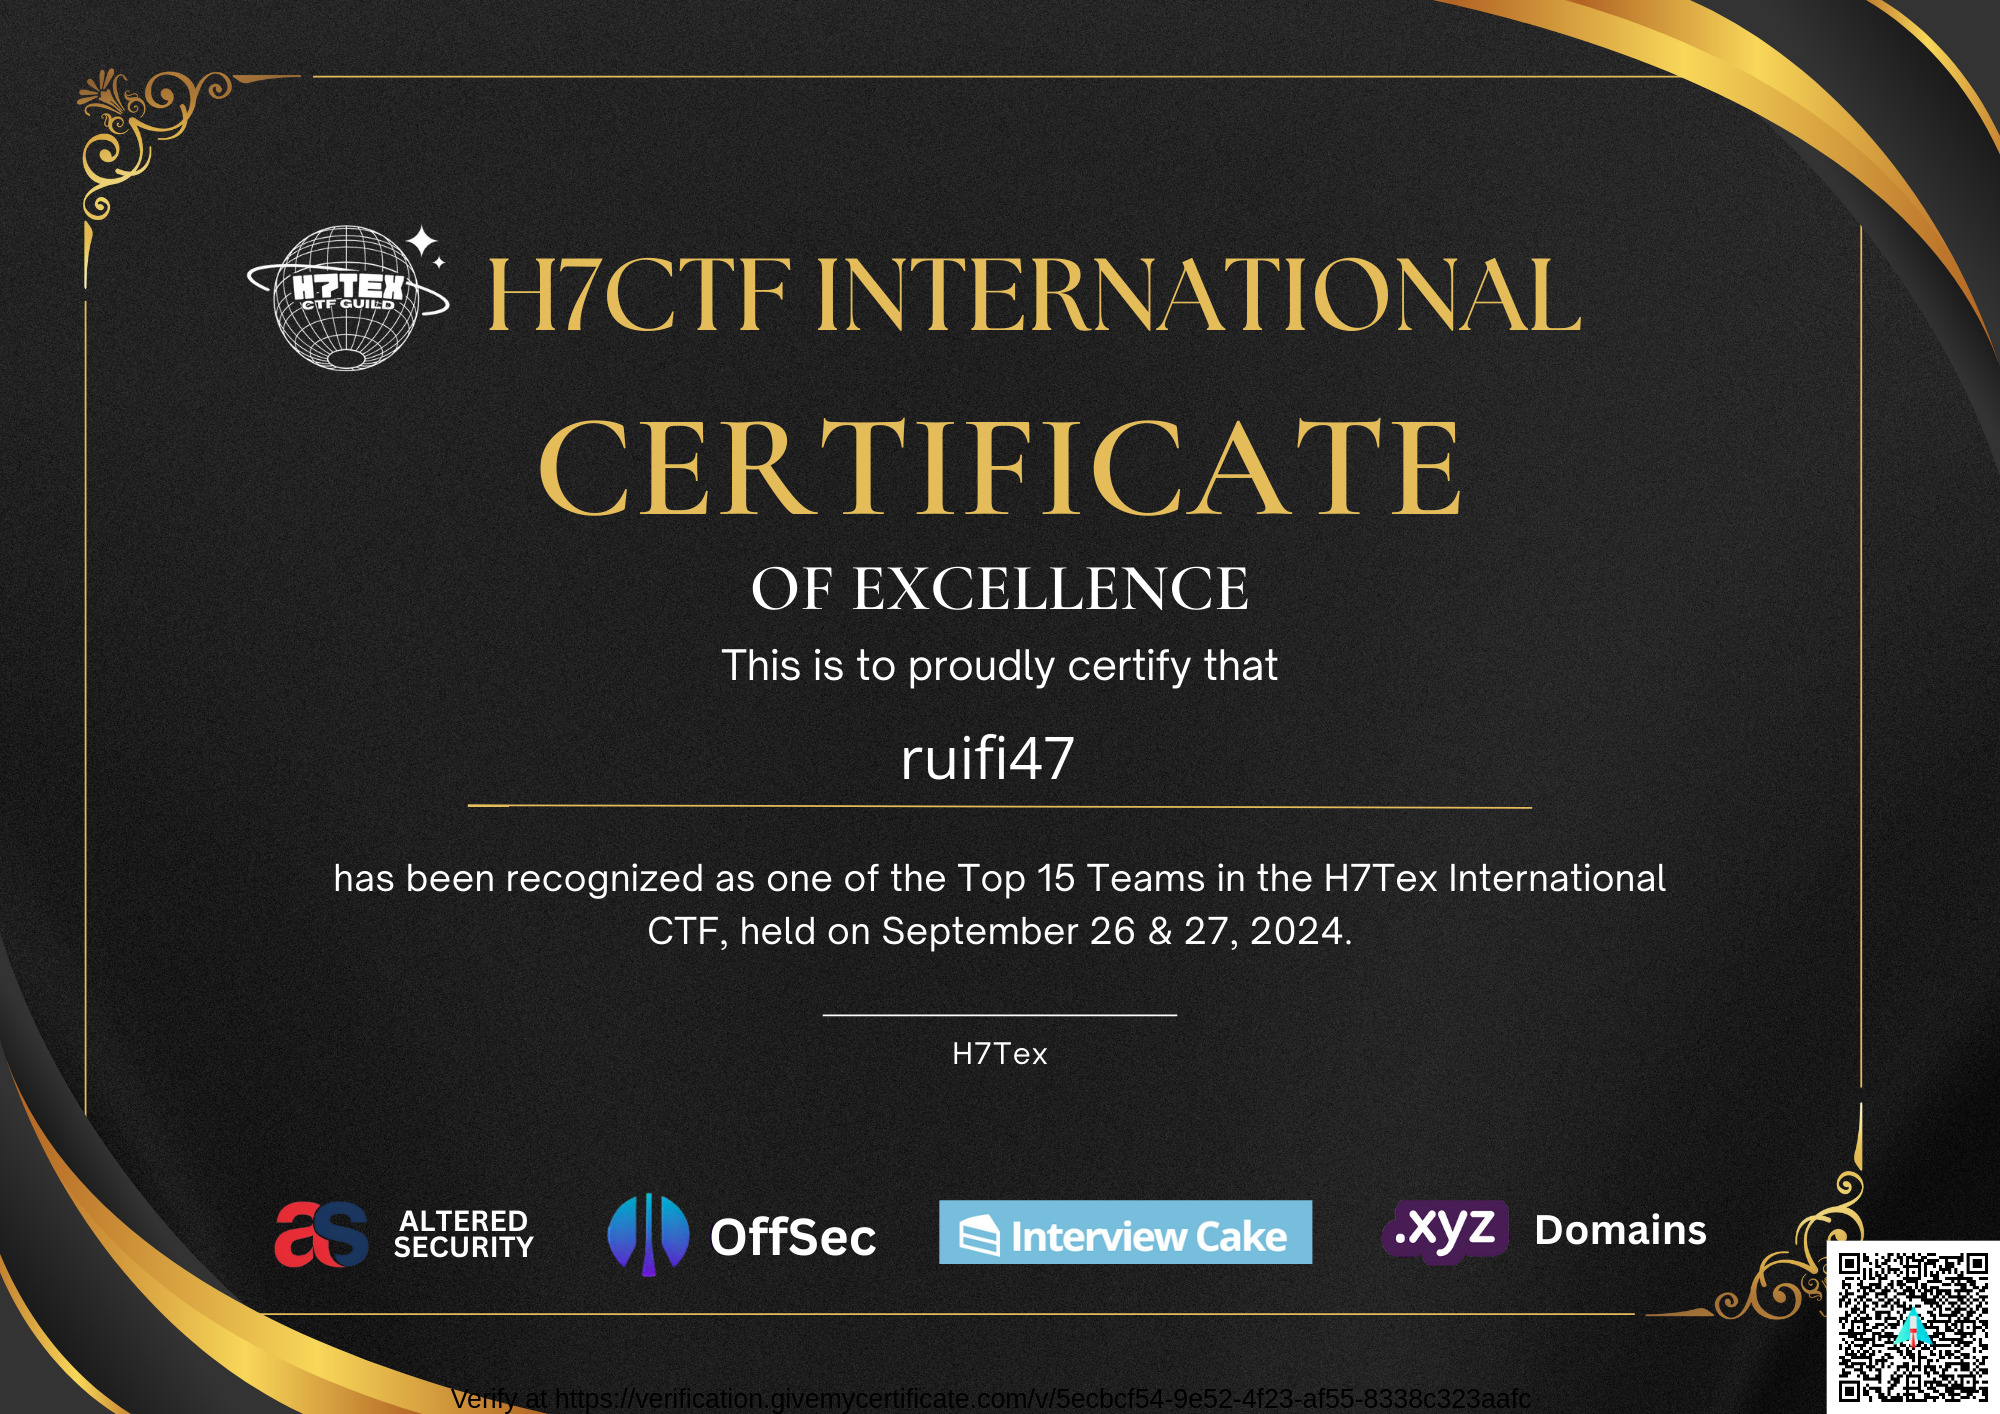 H7TEX
CTF GUILD
H7CTF INTERNATIONAL
CERTIFICATE
OF EXCELLENCE
This is to proudly certify that
ruifi47
has been recognized as one of the Top 15 Teams in the H7Tex International
CTF, held on September 26 & 27, 2024.
H7Tex
as ALTERED
SECURITY
OffSec
Interview Cake
.xyz Domains
Verify at https://verification.givemycertificate.com/v/5ecbcf54-9e52-4f23-af55-8338c323aafc